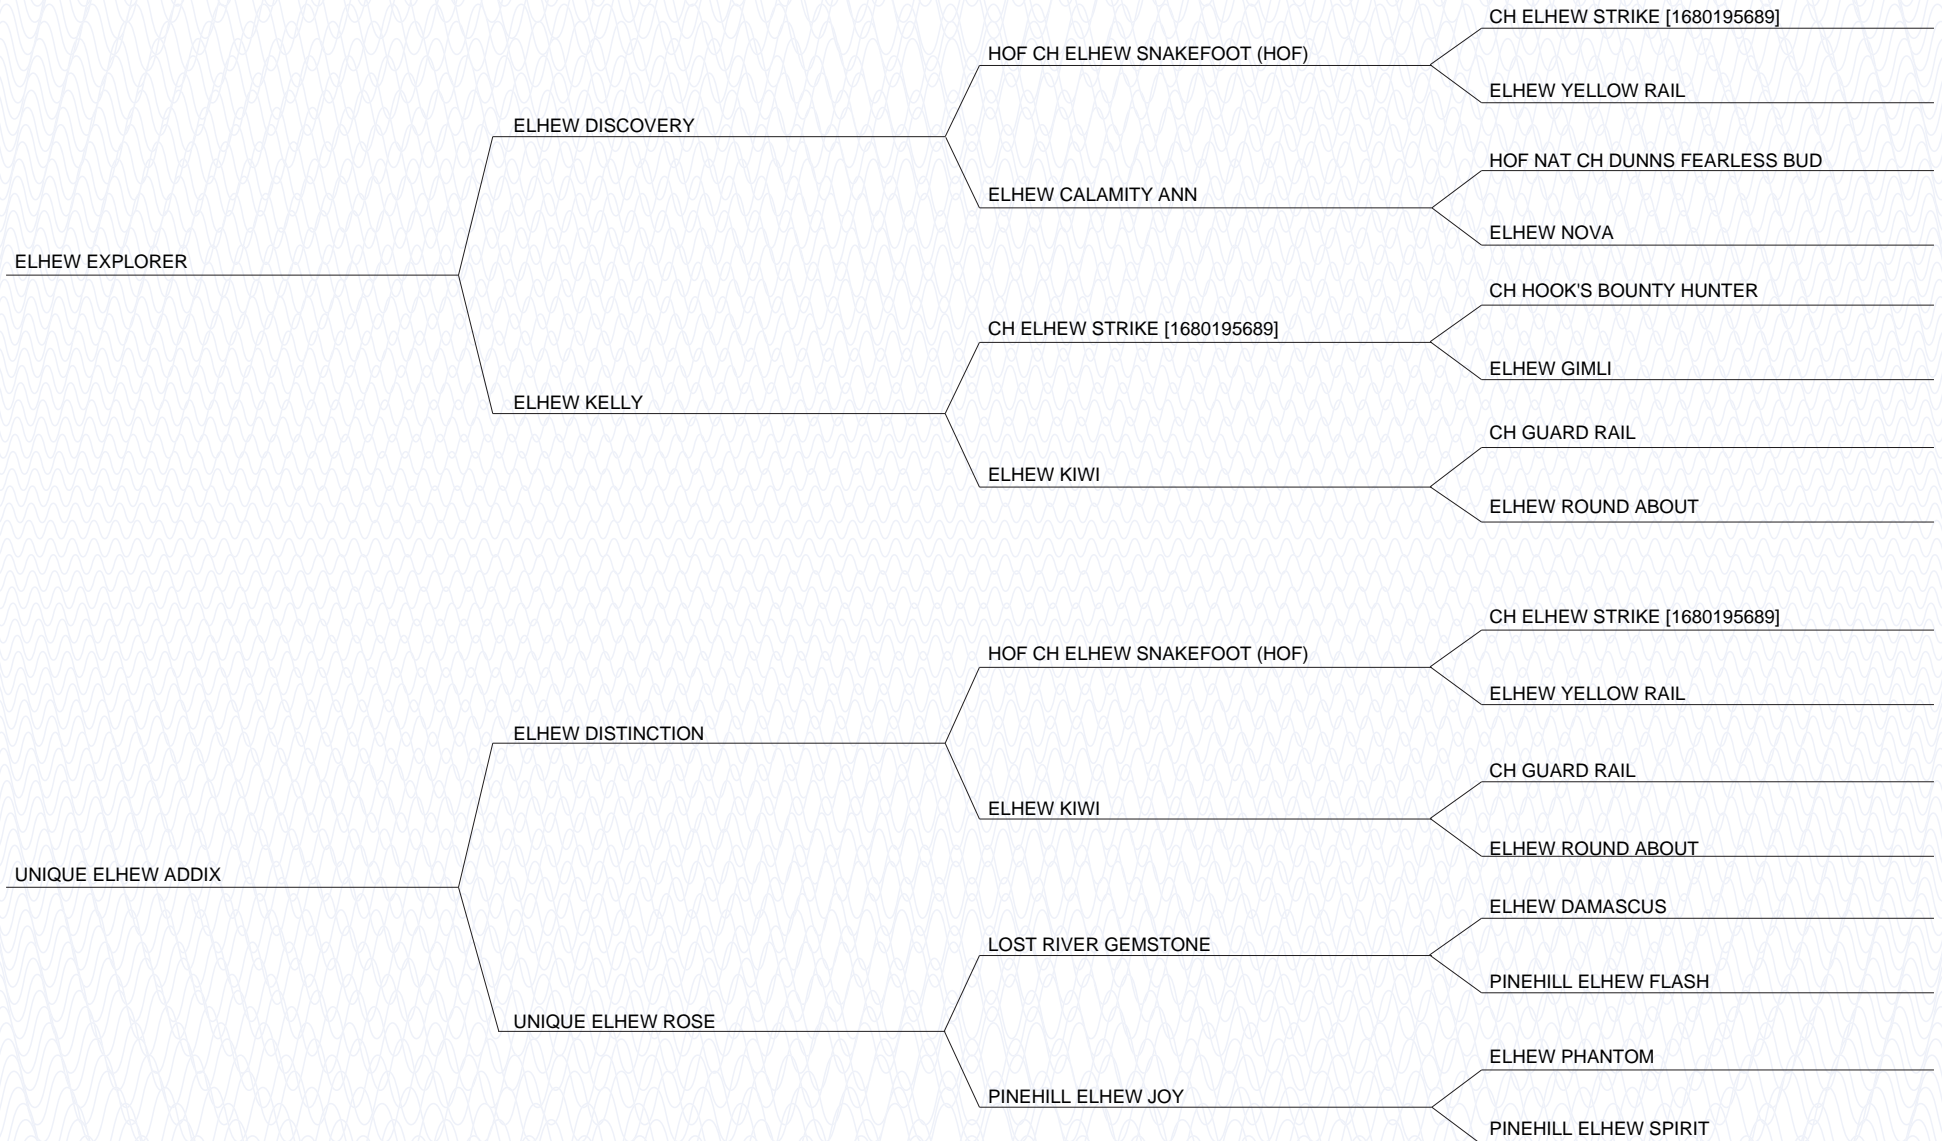 CH ELHEW STRIKE [1680195689]
HOF CH ELHEW SNAKEFOOT (HOF)
ELHEW YELLOW RAIL
ELHEW DISCOVERY
HOF NAT CH DUNNS FEARLESS BUD
ELHEW CALAMITY ANN
ELHEW NOVA
ELHEW EXPLORER
CH HOOK'S BOUNTY HUNTER
CH ELHEW STRIKE [1680195689]
ELHEW GIMLI
ELHEW KELLY
CH GUARD RAIL
ELHEW KIWI
ELHEW ROUND ABOUT
CH ELHEW STRIKE [1680195689]
HOF CH ELHEW SNAKEFOOT (HOF)
ELHEW YELLOW RAIL
ELHEW DISTINCTION
CH GUARD RAIL
ELHEW KIWI
ELHEW ROUND ABOUT
UNIQUE ELHEW ADDIX
ELHEW DAMASCUS
LOST RIVER GEMSTONE
PINEHILL ELHEW FLASH
UNIQUE ELHEW ROSE
ELHEW PHANTOM
PINEHILL ELHEW JOY
PINEHILL ELHEW SPIRIT